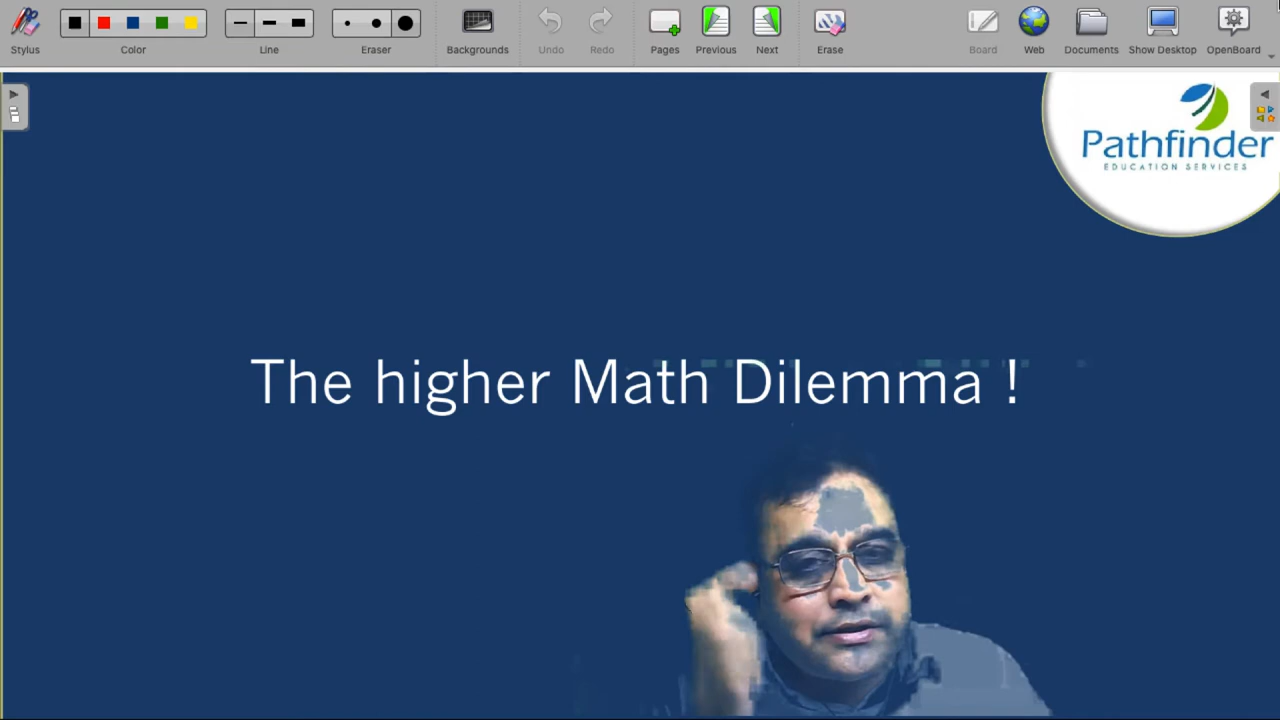 Stylus
Color
Line
Eraser
Backgrounds
Undo
Redo
Pages
Previous
Next
Erase
Board
Web
Documents
Show Desktop
OpenBoard
Pathfinder
EDUCATION SERVICES
The higher Math Dilemma !